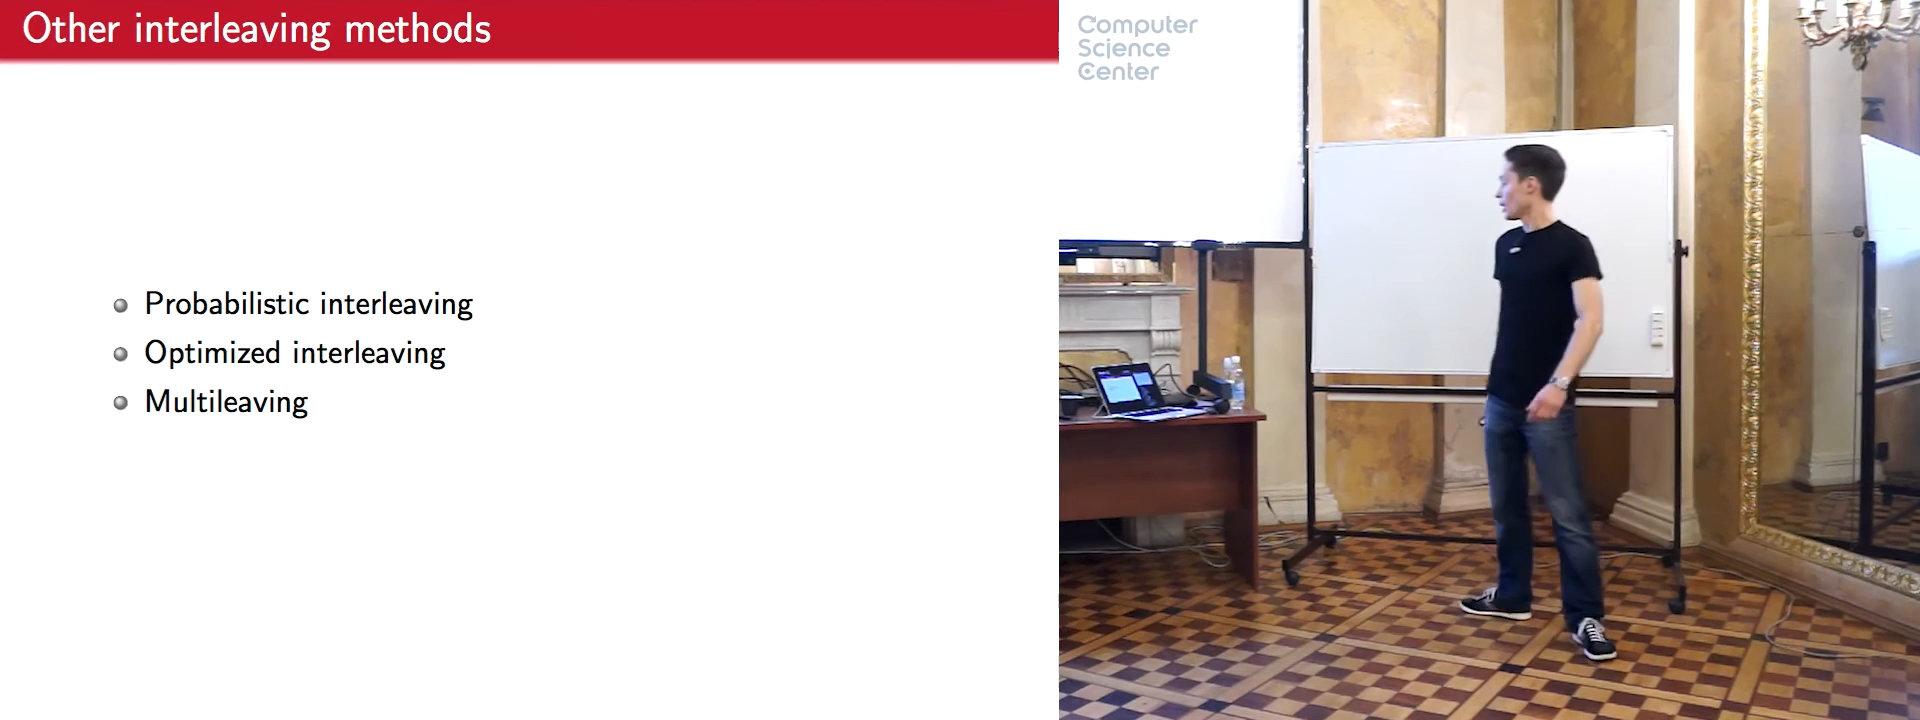 Other interleaving methods
Probabilistic interleaving
Optimized interleaving
Multileaving
Computer
Science
Center